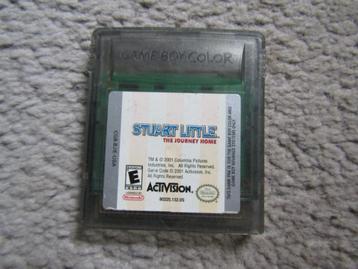 GAME BOY COLOR
STUART LITTLE
THE JOURNEY HOME
TM & © 2001 Columbia Pictures
Industries, Inc. All Rights Reserved.
Game Code © 2001 Activision, Inc.
All Rights Reserved.
E
ACTIVISION
Nintendo